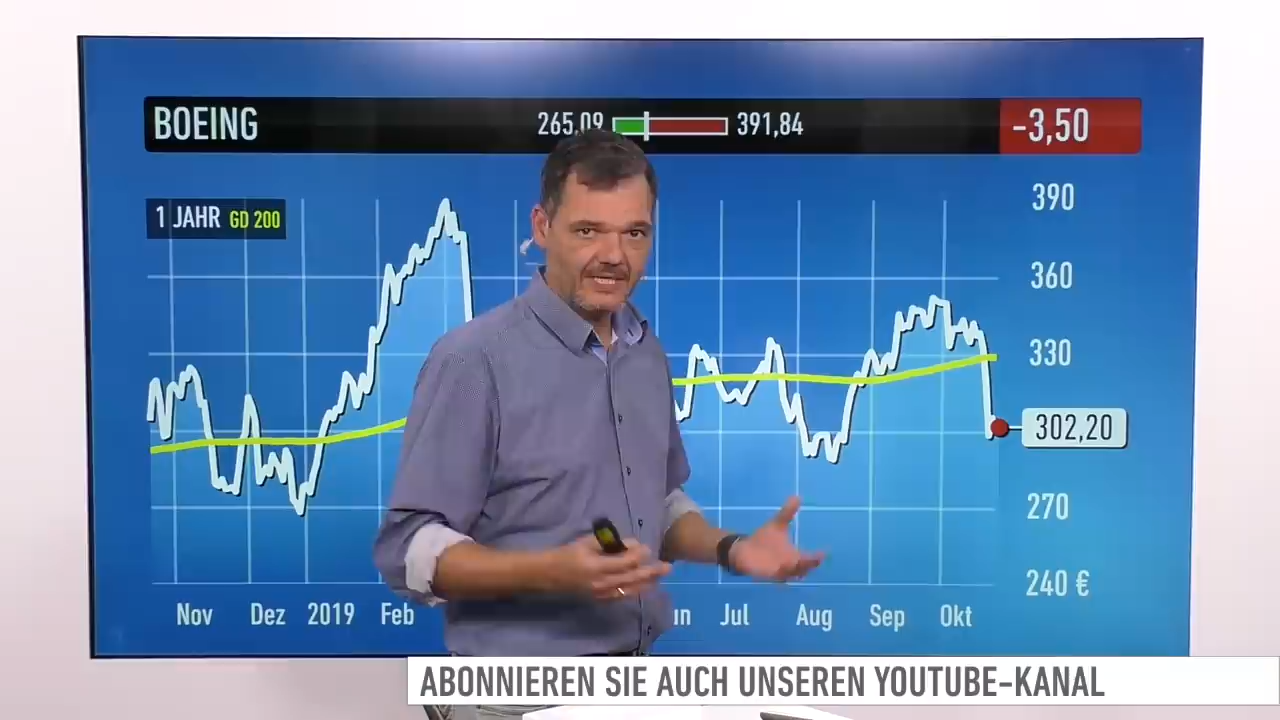 BOEING 265,09 391,84 -3,50
1 JAHR GD 200
390
360
330
302,20
270
240 €
Nov Dez 2019 Feb Jul Aug Sep Okt
ABONNIEREN SIE AUCH UNSEREN YOUTUBE-KANAL